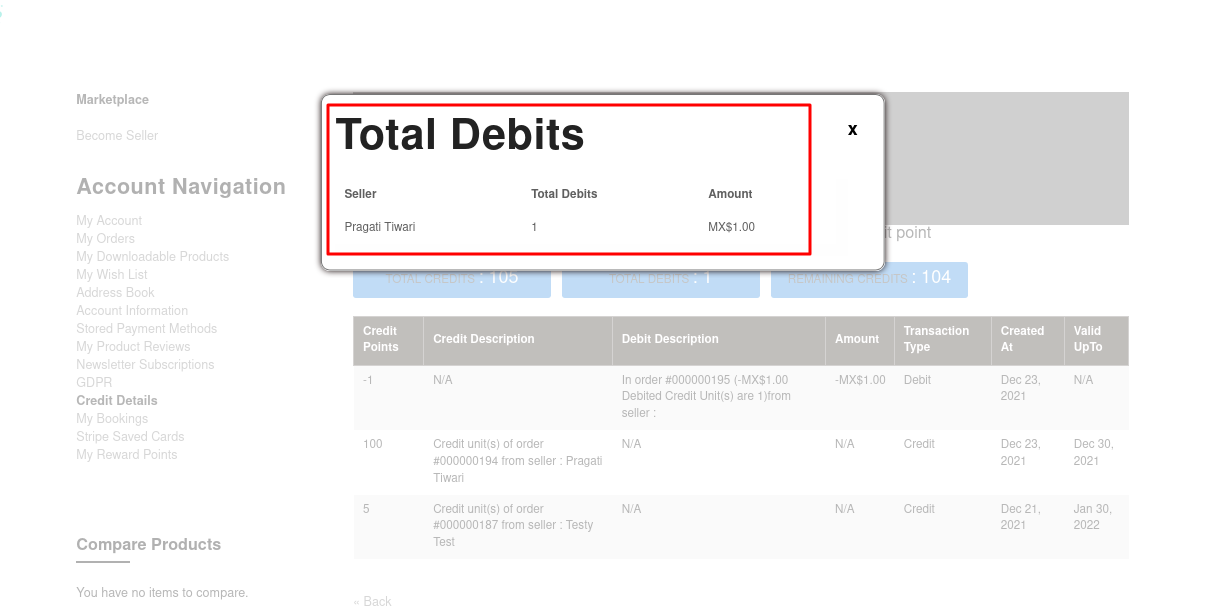 Marketplace
Become Seller
Account Navigation
My Account
My Orders
My Downloadable Products
My Wish List
Address Book
Account Information
Stored Payment Methods
My Product Reviews
Newsletter Subscriptions
GDPR
Credit Details
My Bookings
Stripe Saved Cards
My Reward Points
Compare Products
You have no items to compare.
Total Debits
x
Seller Total Debits Amount
Pragati Tiwari 1 MX$1.00
point
TOTAL CREDITS : 105 TOTAL DEBITS : 1 REMAINING CREDITS : 104
Credit Points Credit Description Debit Description Amount Transaction Type Created At Valid UpTo
-1 N/A In order #000000195 (-MX$1.00 -MX$1.00 Debit Dec 23, N/A
Debited Credit Unit(s) are 1)from 2021
seller :
100 Credit unit(s) of order N/A N/A Credit Dec 23, Dec 30,
#000000194 from seller : Pragati 2021 2021
Tiwari
5 Credit unit(s) of order N/A N/A Credit Dec 21, Jan 30,
#000000187 from seller : Testy 2021 2022
Test
« Back